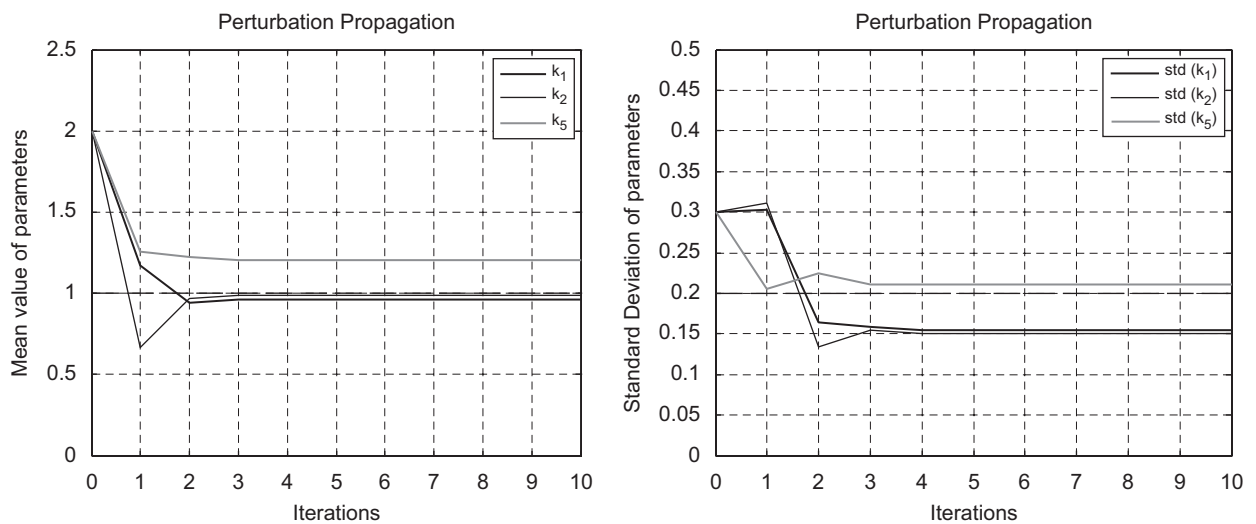 Perturbation Propagation
Mean value of parameters
2.5
2
1.5
1
0.5
0
k1
k2
k5
0 1 2 3 4 5 6 7 8 9 10
Iterations
Perturbation Propagation
Standard Deviation of parameters
0.5
0.45
0.4
0.35
0.3
0.25
0.2
0.15
0.1
0.05
0
std (k1)
std (k2)
std (k5)
0 1 2 3 4 5 6 7 8 9 10
Iterations